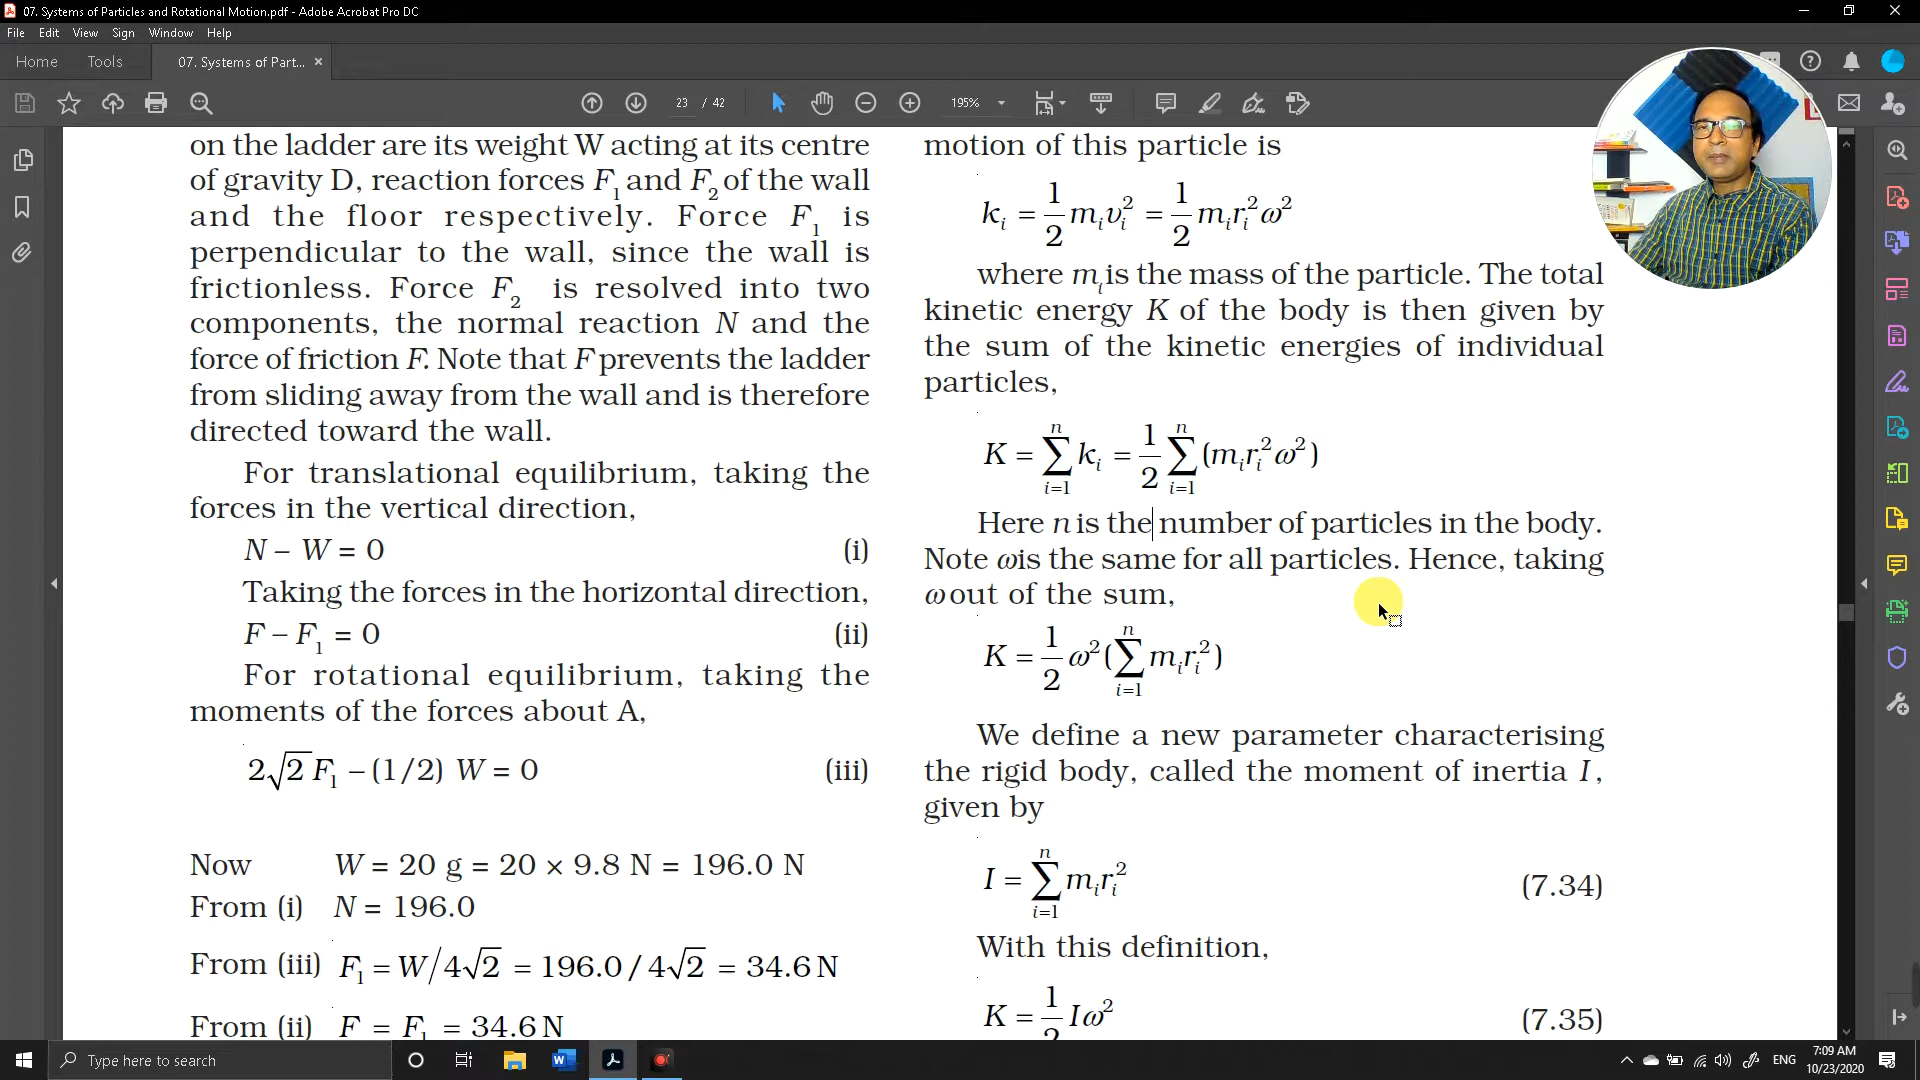 07. Systems of Particles and Rotational Motion.pdf - Adobe Acrobat Pro DC
File Edit View Sign Window Help
Home Tools 07. Systems of Part... ×
23 / 42 195%
on the ladder are its weight W acting at its centre
of gravity D, reaction forces F₁ and F₂ of the wall
and the floor respectively. Force F₁ is
perpendicular to the wall, since the wall is
frictionless. Force F₂ is resolved into two
components, the normal reaction N and the
force of friction F. Note that F prevents the ladder
from sliding away from the wall and is therefore
directed toward the wall.
For translational equilibrium, taking the
forces in the vertical direction,
N – W = 0 (i)
Taking the forces in the horizontal direction,
F – F₁ = 0 (ii)
For rotational equilibrium, taking the
moments of the forces about A,
2√2 F₁ – (1/2) W = 0 (iii)
Now W = 20 g = 20 × 9.8 N = 196.0 N
From (i) N = 196.0
From (iii) F₁ = W/4√2 = 196.0/4√2 = 34.6 N
From (ii) F = F₁ = 34.6 N
motion of this particle is
kᵢ = 1/2 mᵢυᵢ² = 1/2 mᵢrᵢ²ω²
where mᵢ is the mass of the particle. The total
kinetic energy K of the body is then given by
the sum of the kinetic energies of individual
particles,
K = ∑ᵢ₌₁ⁿ kᵢ = 1/2 ∑ᵢ₌₁ⁿ (mᵢrᵢ²ω²)
Here n is the number of particles in the body.
Note ω is the same for all particles. Hence, taking
ω out of the sum,
K = 1/2 ω²(∑ᵢ₌₁ⁿ mᵢrᵢ²)
We define a new parameter characterising
the rigid body, called the moment of inertia I,
given by
I = ∑ᵢ₌₁ⁿ mᵢrᵢ² (7.34)
With this definition,
K = 1/2 Iω² (7.35)
Type here to search
ENG
7:09 AM
10/23/2020